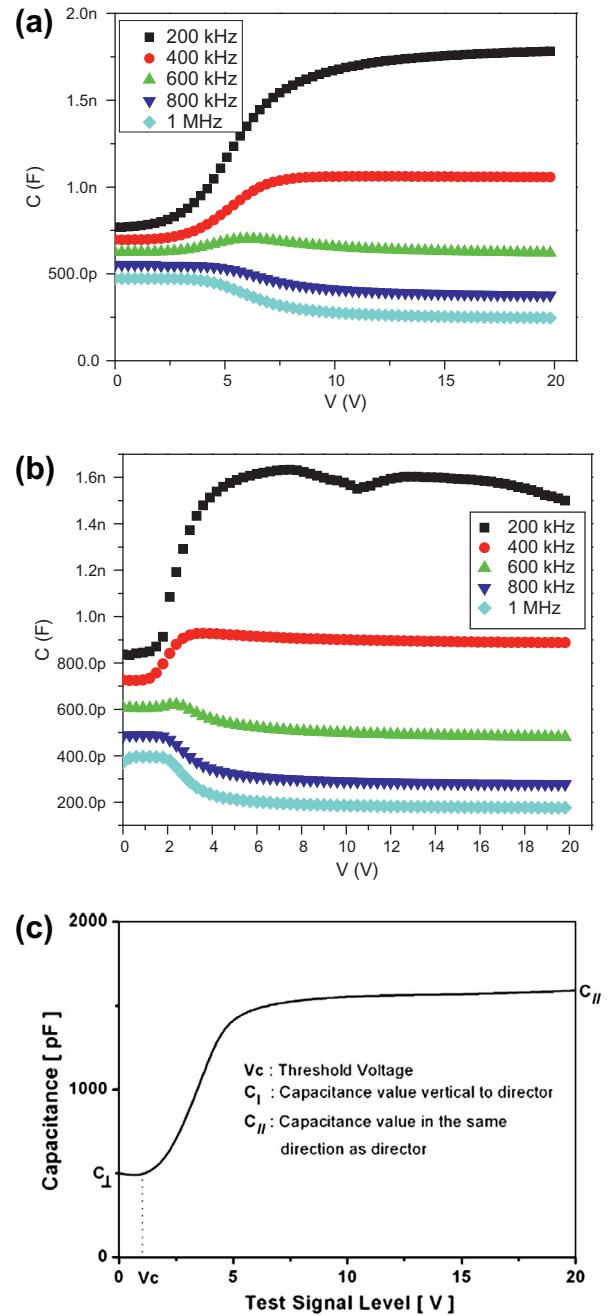 (a)
2.0n
1.5n
1.0n
500.0p
0.0
C (F)
200 kHz
400 kHz
600 kHz
800 kHz
1 MHz
0 5 10 15 20
V (V)
(b)
1.6n
1.4n
1.2n
1.0n
800.0p
600.0p
400.0p
200.0p
C (F)
200 kHz
400 kHz
600 kHz
800 kHz
1 MHz
0 2 4 6 8 10 12 14 16 18 20
V (V)
(c)
2000
1000
0
Capacitance [ pF]
C⊥
C//
Vc : Threshold Voltage
C⊥ : Capacitance value vertical to director
C// : Capacitance value in the same
direction as director
0 Vc 5 10 15 20
Test Signal Level [ V ]